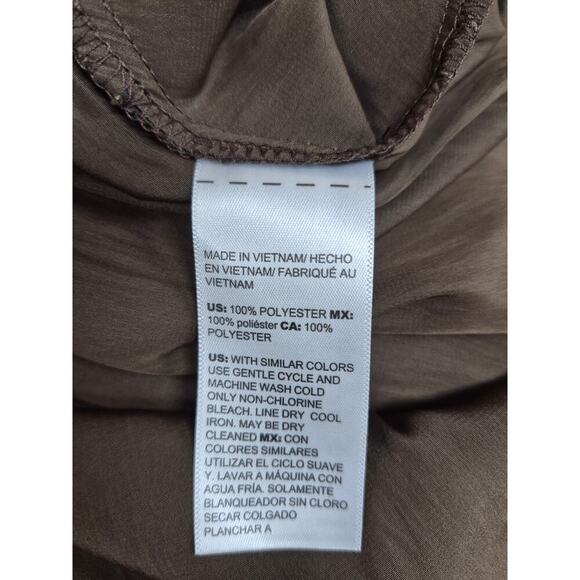 MADE IN VIETNAM/ HECHO
EN VIETNAM/ FABRIQUÉ AU
VIETNAM
US: 100% POLYESTER MX:
100% poliéster CA: 100%
POLYESTER
US: WITH SIMILAR COLORS
USE GENTLE CYCLE AND
MACHINE WASH COLD
ONLY NON-CHLORINE
BLEACH. LINE DRY COOL
IRON. MAY BE DRY
CLEANED MX: CON
COLORES SIMILARES
UTILIZAR EL CICLO SUAVE
Y. LAVAR A MÁQUINA CON
AGUA FRÍA. SOLAMENTE
BLANQUEADOR SIN CLORO
SECAR COLGADO
PLANCHAR A